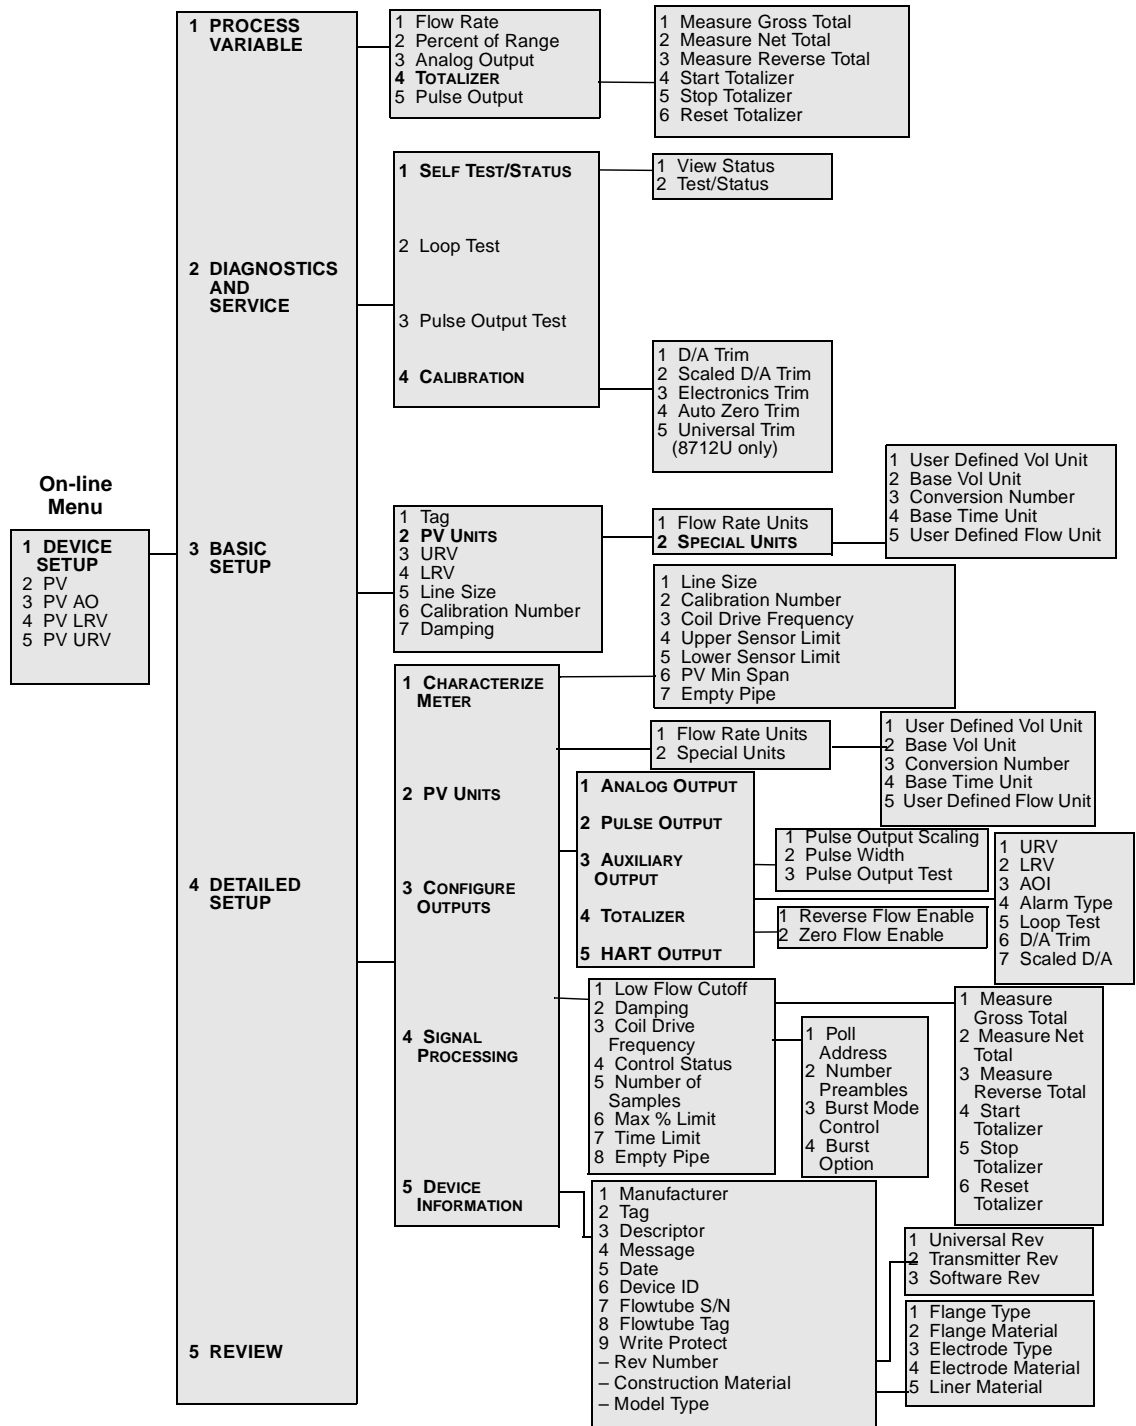 On-line
Menu
1 DEVICE
SETUP
2 PV
3 PV AO
4 PV LRV
5 PV URV
1 PROCESS
VARIABLE
2 DIAGNOSTICS
AND
SERVICE
3 BASIC
SETUP
4 DETAILED
SETUP
5 REVIEW
1 Flow Rate
2 Percent of Range
3 Analog Output
4 TOTALIZER
5 Pulse Output
1 Measure Gross Total
2 Measure Net Total
3 Measure Reverse Total
4 Start Totalizer
5 Stop Totalizer
6 Reset Totalizer
1 SELF TEST/STATUS
2 Loop Test
3 Pulse Output Test
4 CALIBRATION
1 View Status
2 Test/Status
1 D/A Trim
2 Scaled D/A Trim
3 Electronics Trim
4 Auto Zero Trim
5 Universal Trim
(8712U only)
1 Tag
2 PV UNITS
3 URV
4 LRV
5 Line Size
6 Calibration Number
7 Damping
1 Flow Rate Units
2 SPECIAL UNITS
1 User Defined Vol Unit
2 Base Vol Unit
3 Conversion Number
4 Base Time Unit
5 User Defined Flow Unit
1 CHARACTERIZE
METER
2 PV UNITS
3 CONFIGURE
OUTPUTS
4 SIGNAL
PROCESSING
5 DEVICE
INFORMATION
1 Line Size
2 Calibration Number
3 Coil Drive Frequency
4 Upper Sensor Limit
5 Lower Sensor Limit
6 PV Min Span
7 Empty Pipe
1 Flow Rate Units
2 Special Units
1 User Defined Vol Unit
2 Base Vol Unit
3 Conversion Number
4 Base Time Unit
5 User Defined Flow Unit
1 ANALOG OUTPUT
2 PULSE OUTPUT
3 AUXILIARY
OUTPUT
4 TOTALIZER
5 HART OUTPUT
1 Pulse Output Scaling
2 Pulse Width
3 Pulse Output Test
1 URV
2 LRV
3 AOI
4 Alarm Type
5 Loop Test
6 D/A Trim
7 Scaled D/A
1 Reverse Flow Enable
2 Zero Flow Enable
1 Low Flow Cutoff
2 Damping
3 Coil Drive
Frequency
4 Control Status
5 Number of
Samples
6 Max % Limit
7 Time Limit
8 Empty Pipe
1 Poll
Address
2 Number
Preambles
3 Burst Mode
Control
4 Burst
Option
1 Measure
Gross Total
2 Measure Net
Total
3 Measure
Reverse Total
4 Start
Totalizer
5 Stop
Totalizer
6 Reset
Totalizer
1 Manufacturer
2 Tag
3 Descriptor
4 Message
5 Date
6 Device ID
7 Flowtube S/N
8 Flowtube Tag
9 Write Protect
– Rev Number
– Construction Material
– Model Type
1 Universal Rev
2 Transmitter Rev
3 Software Rev
1 Flange Type
2 Flange Material
3 Electrode Type
4 Electrode Material
5 Liner Material